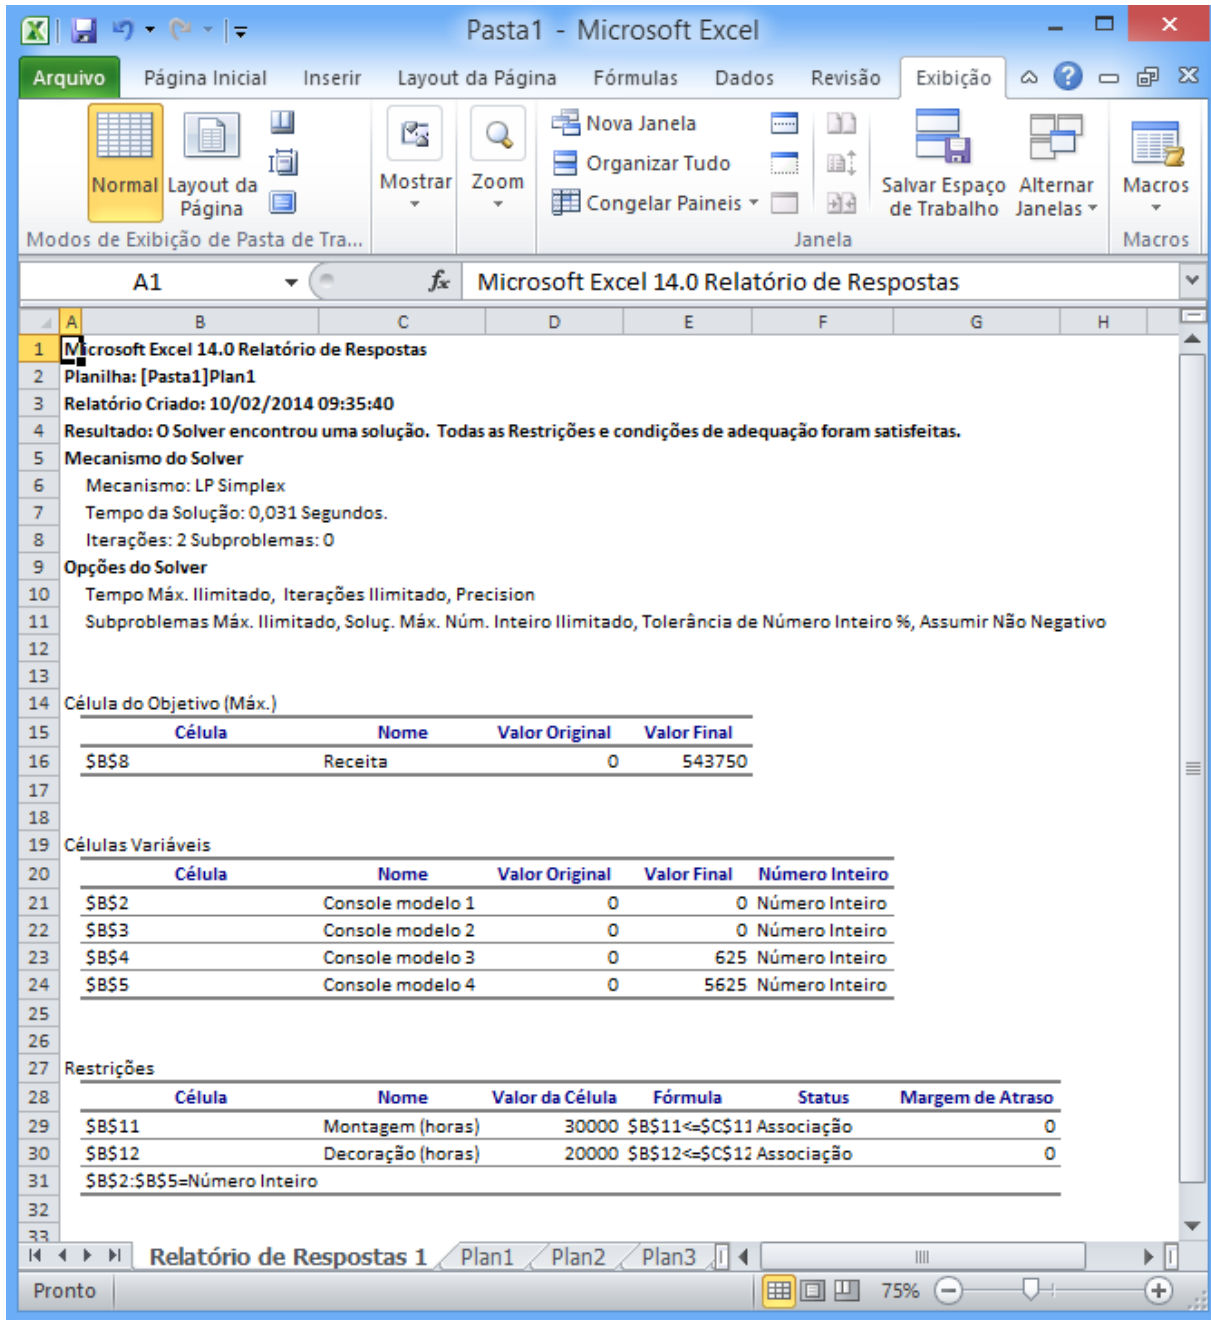 Pasta1 - Microsoft Excel
Arquivo Página Inicial Inserir Layout da Página Fórmulas Dados Revisão Exibição
Normal Layout da Página
Mostrar Zoom
Nova Janela
Organizar Tudo
Congelar Paineis
Salvar Espaço de Trabalho
Alternar Janelas
Macros
Modos de Exibição de Pasta de Tra... Janela Macros
A1 fx Microsoft Excel 14.0 Relatório de Respostas
A B C D E F G H
1 Microsoft Excel 14.0 Relatório de Respostas
2 Planilha: [Pasta1]Plan1
3 Relatório Criado: 10/02/2014 09:35:40
4 Resultado: O Solver encontrou uma solução. Todas as Restrições e condições de adequação foram satisfeitas.
5 Mecanismo do Solver
6 Mecanismo: LP Simplex
7 Tempo da Solução: 0,031 Segundos.
8 Iterações: 2 Subproblemas: 0
9 Opções do Solver
10 Tempo Máx. Ilimitado, Iterações Ilimitado, Precision
11 Subproblemas Máx. Ilimitado, Soluç. Máx. Núm. Inteiro Ilimitado, Tolerância de Número Inteiro %, Assumir Não Negativo
12
13
14 Célula do Objetivo (Máx.)
15 Célula Nome Valor Original Valor Final
16 $B$8 Receita 0 543750
17
18
19 Células Variáveis
20 Célula Nome Valor Original Valor Final Número Inteiro
21 $B$2 Console modelo 1 0 0 Número Inteiro
22 $B$3 Console modelo 2 0 0 Número Inteiro
23 $B$4 Console modelo 3 0 625 Número Inteiro
24 $B$5 Console modelo 4 0 5625 Número Inteiro
25
26
27 Restrições
28 Célula Nome Valor da Célula Fórmula Status Margem de Atraso
29 $B$11 Montagem (horas) 30000 $B$11<=$C$11 Associação 0
30 $B$12 Decoração (horas) 20000 $B$12<=$C$12 Associação 0
31 $B$2:$B$5=Número Inteiro
32
33
Relatório de Respostas 1 Plan1 Plan2 Plan3
Pronto 75%